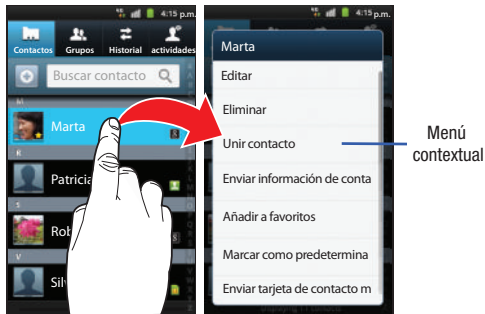 4:15 p.m.
Contactos Grupos Historial actividades
Buscar contacto
M
Marta
K
Patricia
S
Rob
V
Silv
4:15 p.m.
Marta
Editar
Eliminar
Unir contacto
Enviar información de conta
Añadir a favoritos
Marcar como predetermina
Enviar tarjeta de contacto m
Menú
contextual